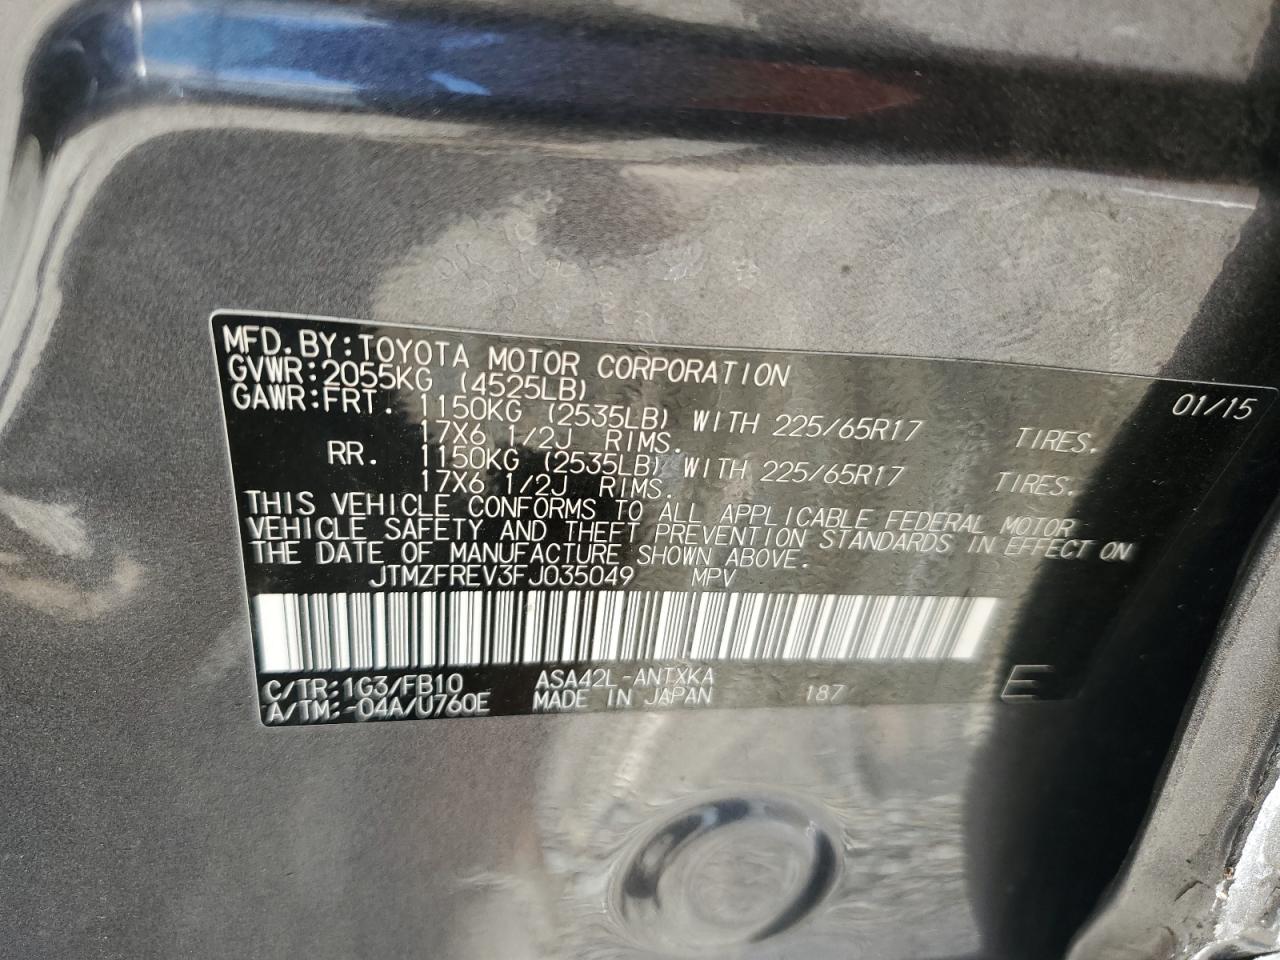 MFD. BY: TOYOTA MOTOR CORPORATION 01/15
GVWR: 2055KG (4525LB)
GAWR: FRT. 1150KG (2535LB) WITH 225/65R17 TIRES.
17X6 1/2J RIMS.
RR. 1150KG (2535LB) WITH 225/65R17 TIRES.
17X6 1/2J RIMS.
THIS VEHICLE CONFORMS TO ALL APPLICABLE FEDERAL MOTOR
VEHICLE SAFETY AND THEFT PREVENTION STANDARDS IN EFFECT ON
THE DATE OF MANUFACTURE SHOWN ABOVE.
JTMZFREV3FJ035049 MPV
C/TR: 1G3/FB10 ASA42L-ANTXKA
A/TM: -04A/U760E MADE IN JAPAN 187 E